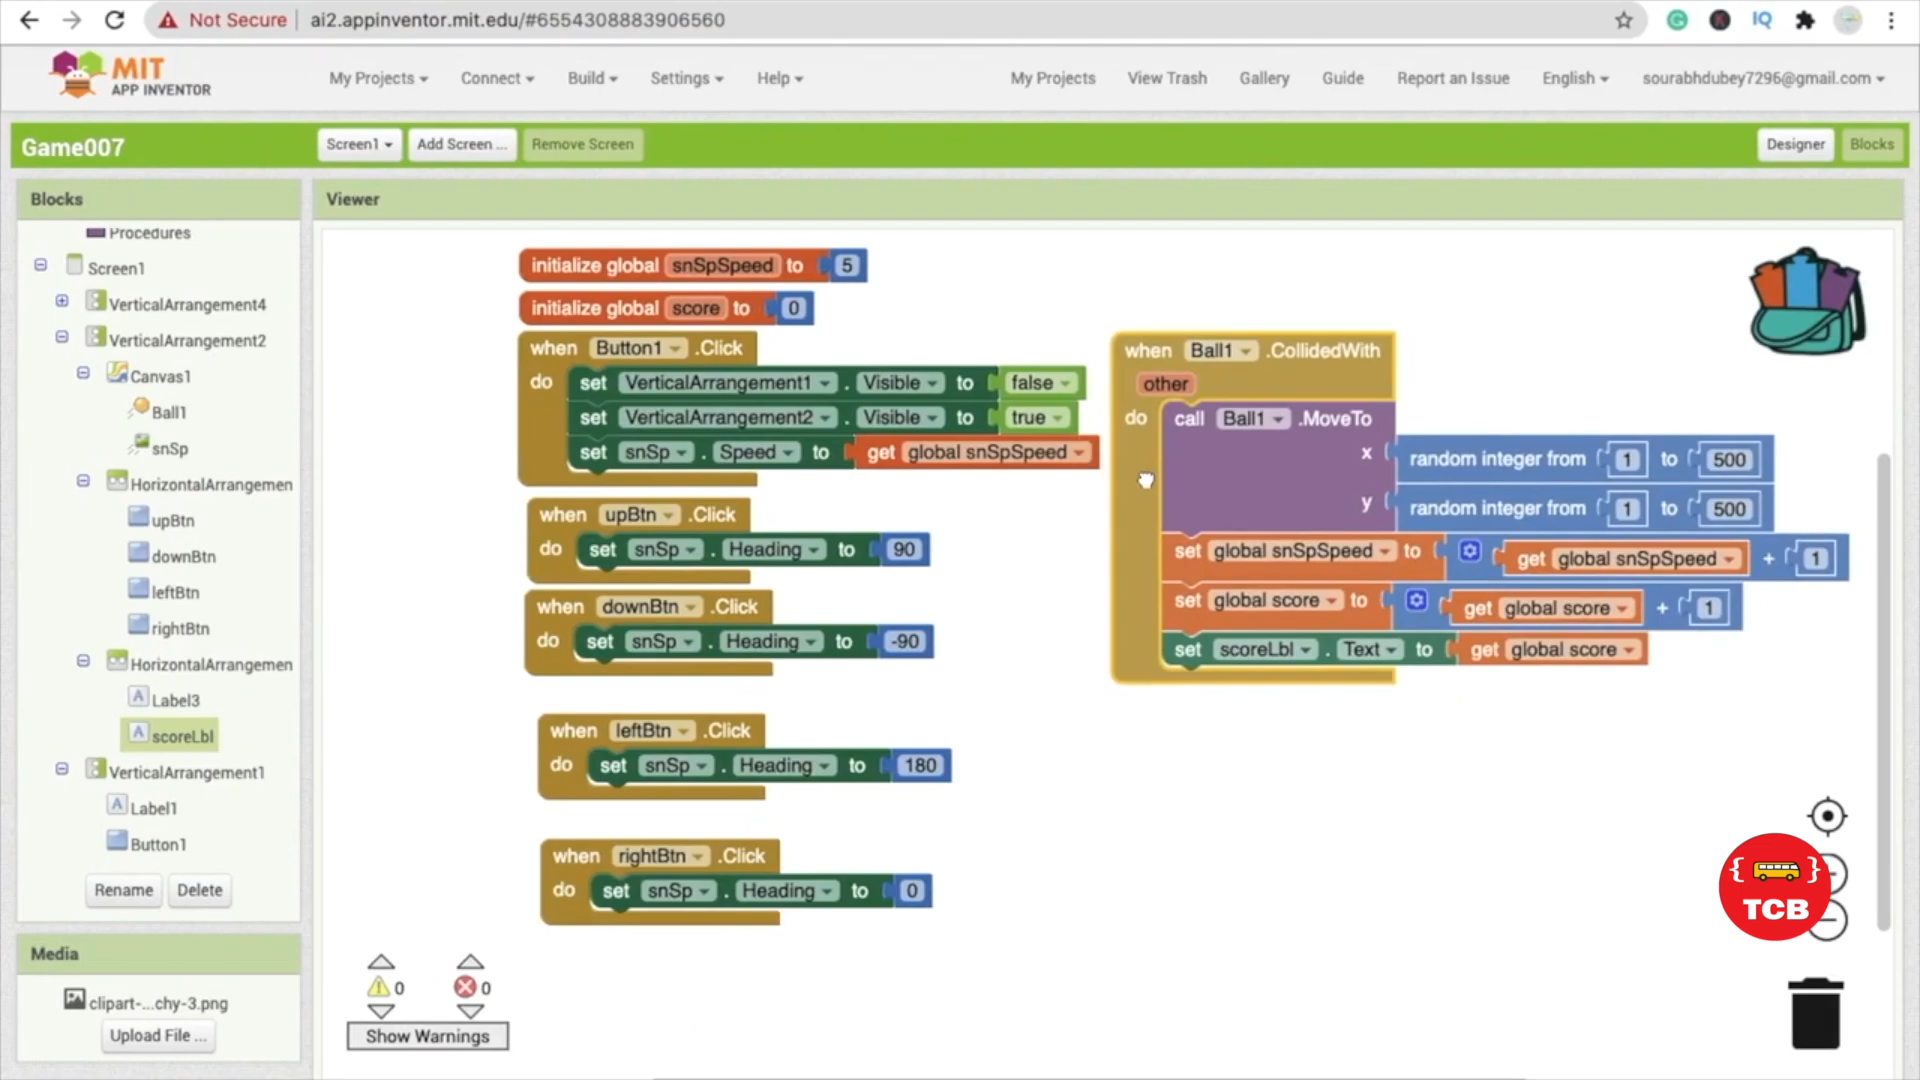 Not Secure
ai2.appinventor.mit.edu/#6554308883906560
IQ
MIT
APP INVENTOR
My Projects
Connect
Build
Settings
Help
My Projects
View Trash
Gallery
Guide
Report an Issue
English
sourabhdubey7296@gmail.com
Game007
Screen1
Add Screen ...
Remove Screen
Designer
Blocks
Blocks
Procedures
Screen1
VerticalArrangement4
VerticalArrangement2
Canvas1
Ball1
snSp
HorizontalArrangemen
upBtn
downBtn
leftBtn
rightBtn
HorizontalArrangemen
Label3
scoreLbl
VerticalArrangement1
Label1
Button1
Rename
Delete
Media
clipart-...chy-3.png
Upload File ...
Viewer
initialize global snSpSpeed to 5
initialize global score to 0
when Button1 .Click
do set VerticalArrangement1 . Visible to false
set VerticalArrangement2 . Visible to true
set snSp . Speed to get global snSpSpeed
when upBtn .Click
do set snSp . Heading to 90
when downBtn .Click
do set snSp . Heading to -90
when leftBtn .Click
do set snSp . Heading to 180
when rightBtn .Click
do set snSp . Heading to 0
when Ball1 .CollidedWith
other
do call Ball1 .MoveTo
x random integer from 1 to 500
y random integer from 1 to 500
set global snSpSpeed to get global snSpSpeed + 1
set global score to get global score + 1
set scoreLbl . Text to get global score
0
0
Show Warnings
{ }
TCB